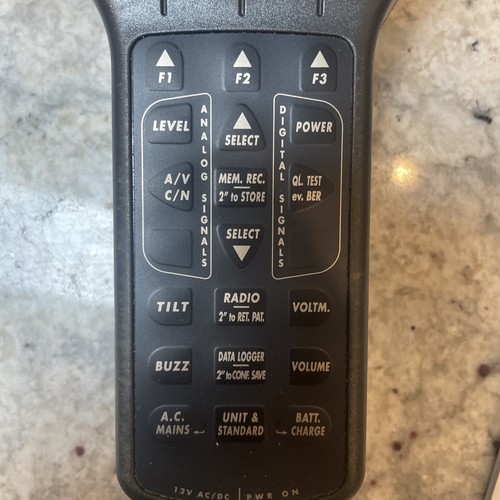 F1 F2 F3
LEVEL
A/V
C/N
ANALOG SIGNALS
SELECT
MEM. REC.
2" to STORE
SELECT
DIGITAL SIGNALS
POWER
QL. TEST
ev. BER
TILT
RADIO
2" to RET. PAT.
VOLTM.
BUZZ
DATA LOGGER
2" to CONF. SAVE
VOLUME
A.C.
MAINS
UNIT &
STANDARD
BATT.
CHARGE
12V AC/DC | PWR ON